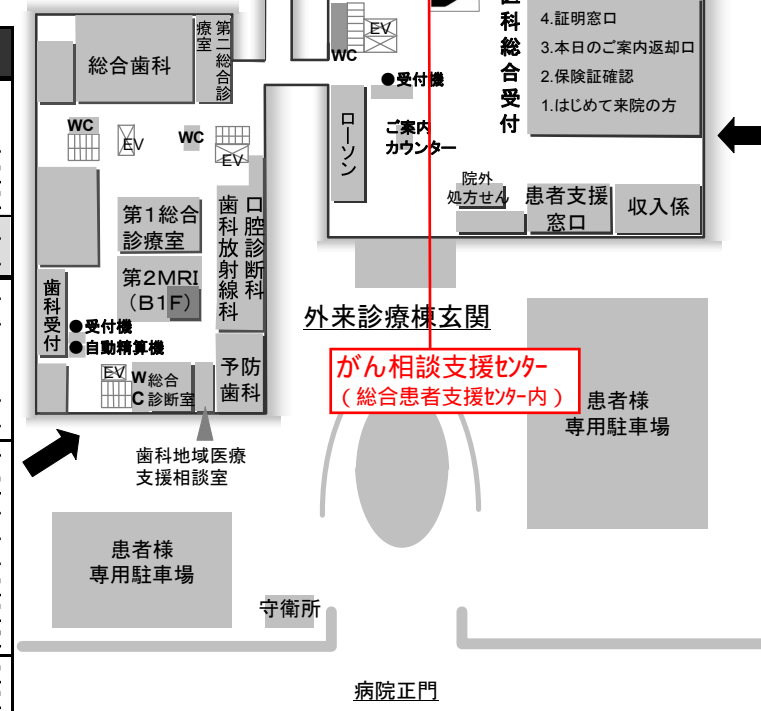 総合歯科
第二総合診
療室
WC
EV
WC
EV
第1総合
診療室
第2MRI
（B1F）
口腔診断科
歯科放射線科
歯科受付
●受付機
●自動精算機
EV
WC
総合
診断室
予防
歯科
歯科地域医療
支援相談室
WC
EV
●受付機
ローソン
ご案内
カウンター
科総合受付
4.証明窓口
3.本日のご案内返却口
2.保険証確認
1.はじめて来院の方
院外
処方せん
患者支援
窓口
収入係
外来診療棟玄関
がん相談支援ｾﾝﾀｰ
（総合患者支援ｾﾝﾀｰ内）
患者様
専用駐車場
患者様
専用駐車場
守衛所
病院正門